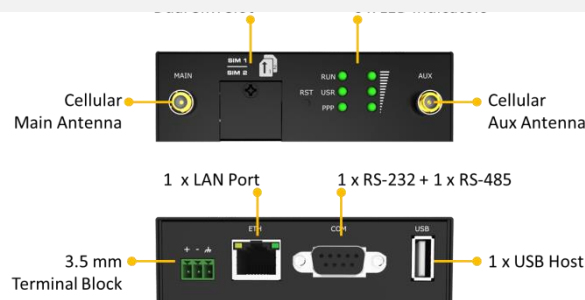 SIM 1
SIM 2
MAIN
AUX
RUN
RST USR
PPP
Cellular
Main Antenna
Cellular
Aux Antenna
1 x LAN Port
1 x RS-232 + 1 x RS-485
ETH
COM
USB
+ -
3.5 mm
Terminal Block
1 x USB Host